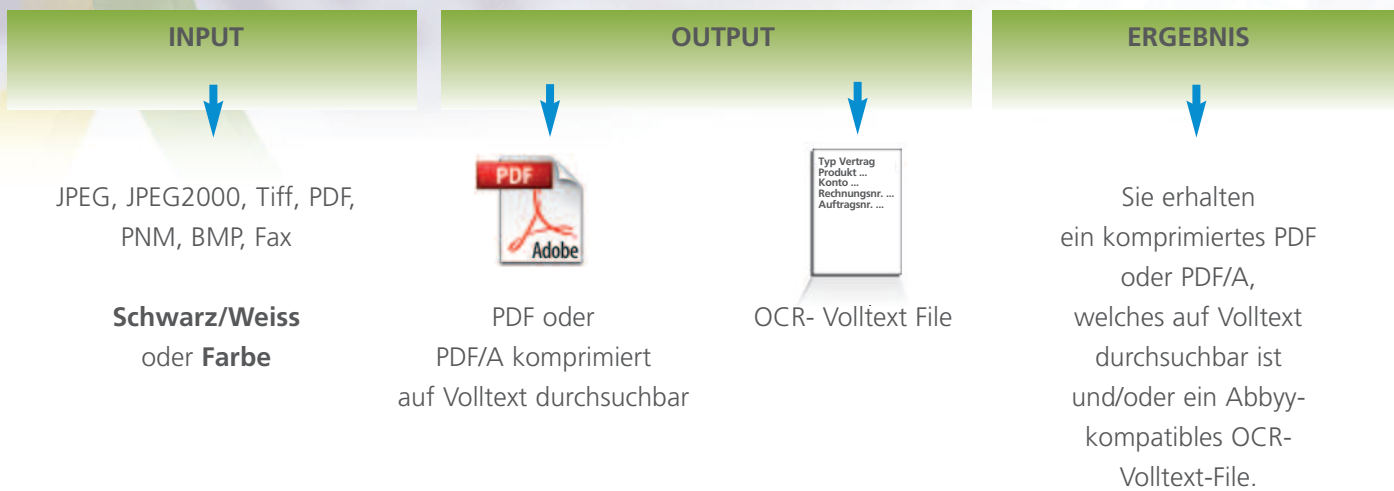 INPUT
JPEG, JPEG2000, Tiff, PDF,
PNM, BMP, Fax
Schwarz/Weiss
oder Farbe
OUTPUT
PDF
Adobe
PDF oder
PDF/A komprimiert
auf Volltext durchsuchbar
Typ Vertrag
Produkt ...
Konto ...
Rechnungsnr. ...
Auftragsnr. ...
OCR- Volltext File
ERGEBNIS
Sie erhalten
ein komprimiertes PDF
oder PDF/A,
welches auf Volltext
durchsuchbar ist
und/oder ein Abbyy-
kompatibles OCR-
Volltext-File.